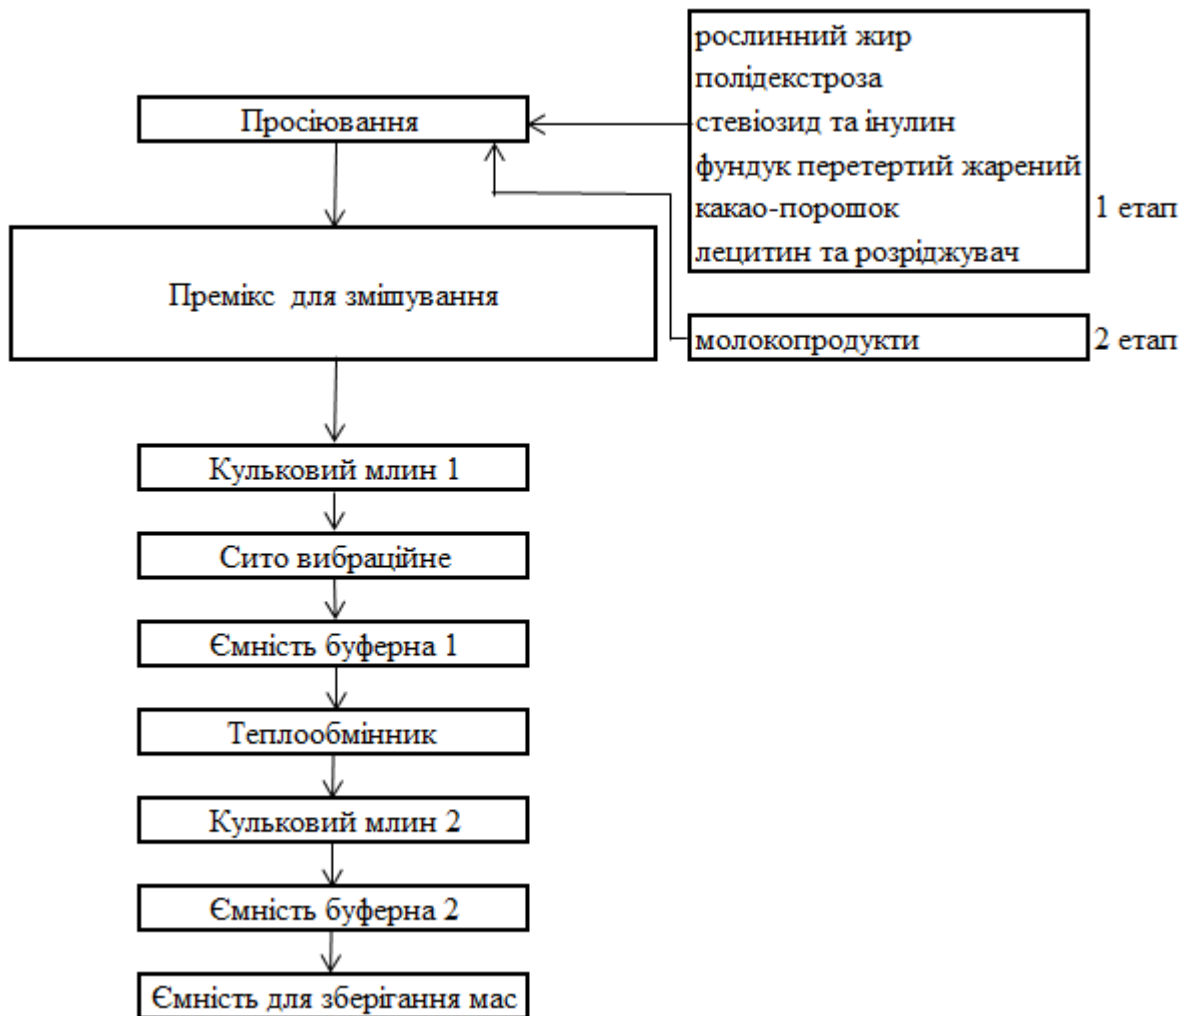 рослинний жир
полідекстроза
Просіювання
стевіозид та інулин
фундук перетертий жарений
какао-порошок
1 етап
лецитин та розріджувач
Премікс для змішування
молокопродукти
2 етап
Кульковий млин 1
Сито вибраційне
Ємність буферна 1
Теплообмінник
Кульковий млин 2
Ємність буферна 2
Ємність для зберігання мас